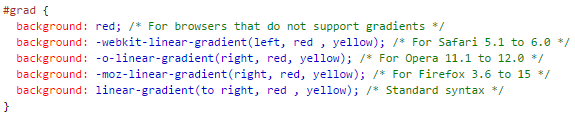 #grad {
  background: red; /* For browsers that do not support gradients */
  background: -webkit-linear-gradient(left, red , yellow); /* For Safari 5.1 to 6.0 */
  background: -o-linear-gradient(right, red, yellow); /* For Opera 11.1 to 12.0 */
  background: -moz-linear-gradient(right, red, yellow); /* For Firefox 3.6 to 15 */
  background: linear-gradient(to right, red , yellow); /* Standard syntax */
}